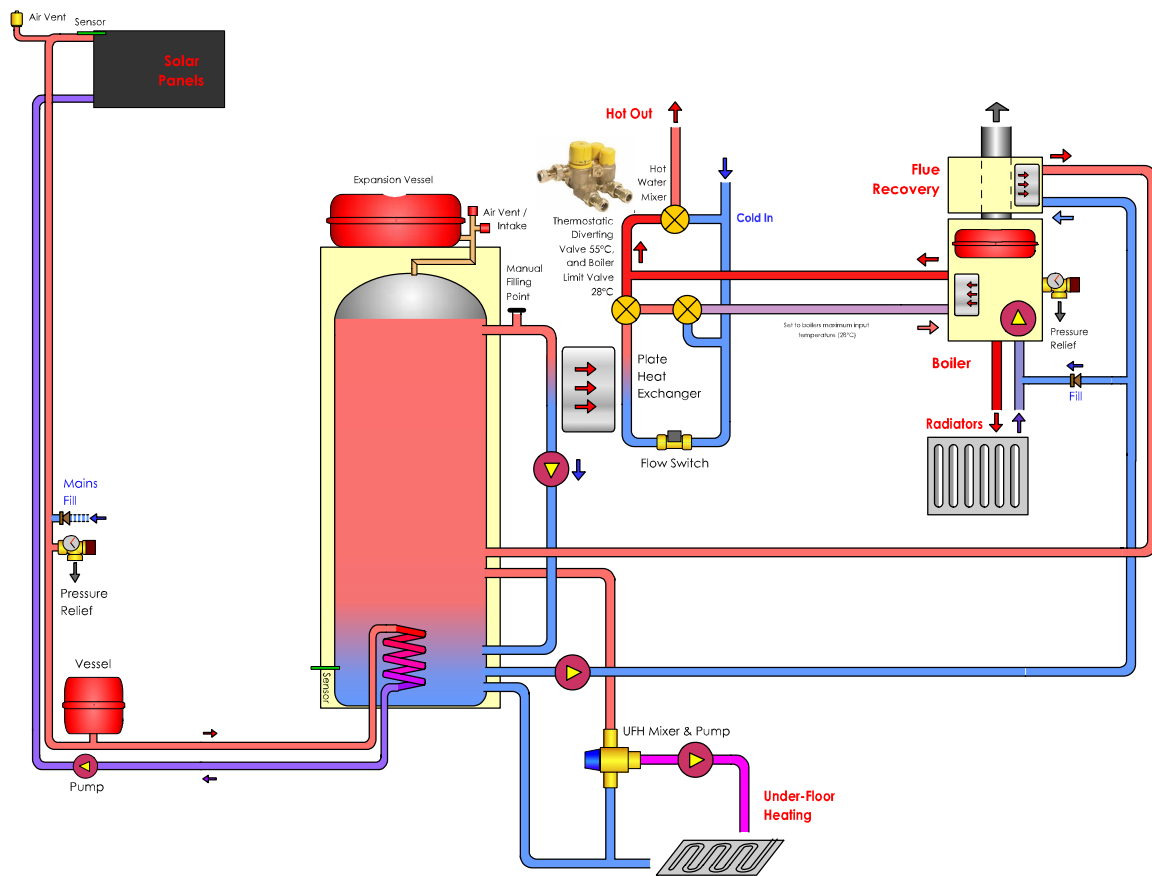 Air Vent
Sensor
Solar
Panels
Hot Out
Expansion Vessel
Air Vent /
Intake
Manual
Filling
Point
Hot
Water
Mixer
Thermostatic
Diverting
Valve 55°C,
and Boiler
Limit Valve
28°C
Cold In
Flue
Recovery
Set to boilers maximum input
temperature (28°C)
Pressure
Relief
Boiler
Fill
Plate
Heat
Exchanger
Radiators
Flow Switch
Mains
Fill
Pressure
Relief
Vessel
Sensor
Pump
UFH Mixer & Pump
Under-Floor
Heating